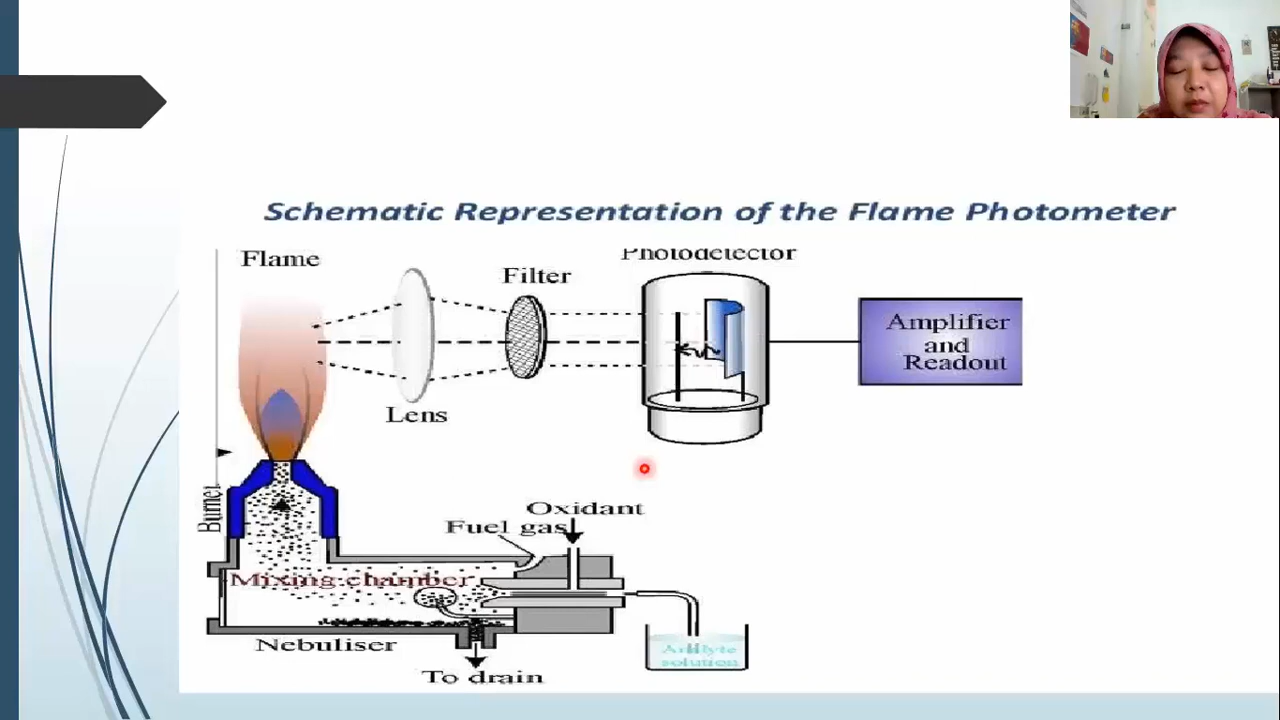 Schematic Representation of the Flame Photometer
Flame
Photodetector
Filter
Amplifier
and
Readout
Lens
Burner
Oxidant
Fuel gas
Mixing chamber
Nebuliser
Analyte
solution
To drain